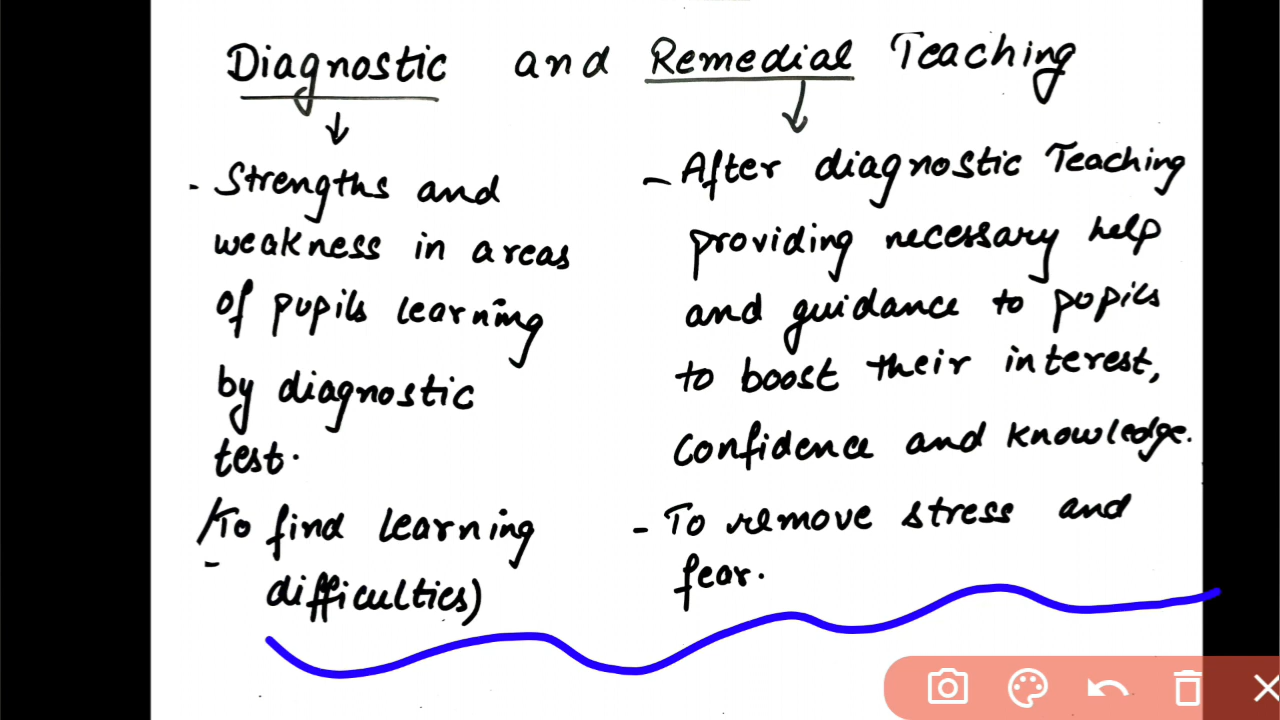 Diagnostic and Remedial Teaching
- Strengths and
weakness in areas
of pupils learning
by diagnostic
test.
/To find learning
difficulties)
- After diagnostic Teaching
providing necessary help
and guidance to pupils
to boost their interest,
confidence and knowledge.
- To remove stress and
fear.